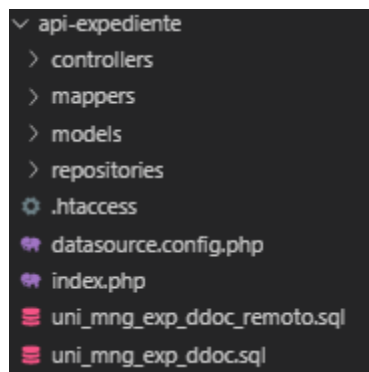 api-expediente
controllers
mappers
models
repositories
.htaccess
datasource.config.php
index.php
uni_mng_exp_ddoc_remoto.sql
uni_mng_exp_ddoc.sql